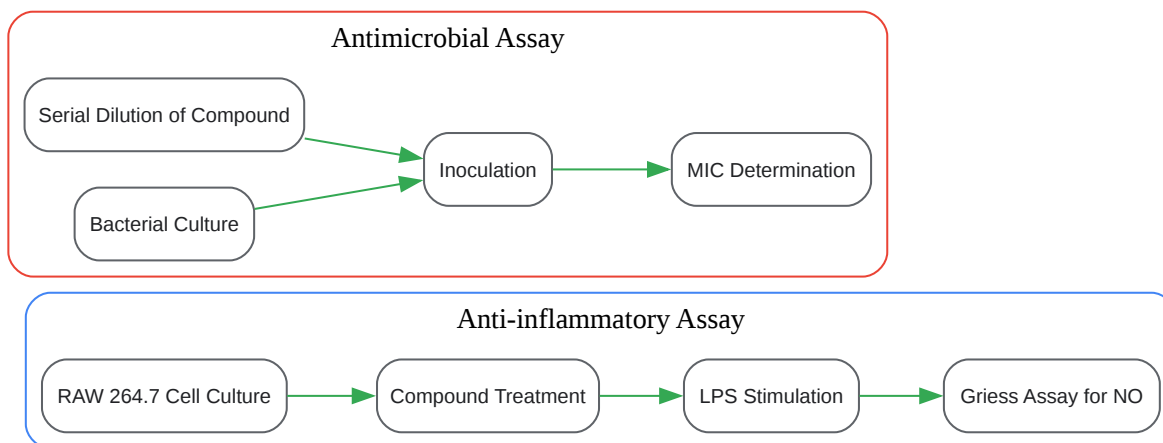 Antimicrobial Assay
Serial Dilution of Compound
Bacterial Culture
Inoculation
MIC Determination
Anti-inflammatory Assay
RAW 264.7 Cell Culture
Compound Treatment
LPS Stimulation
Griess Assay for NO